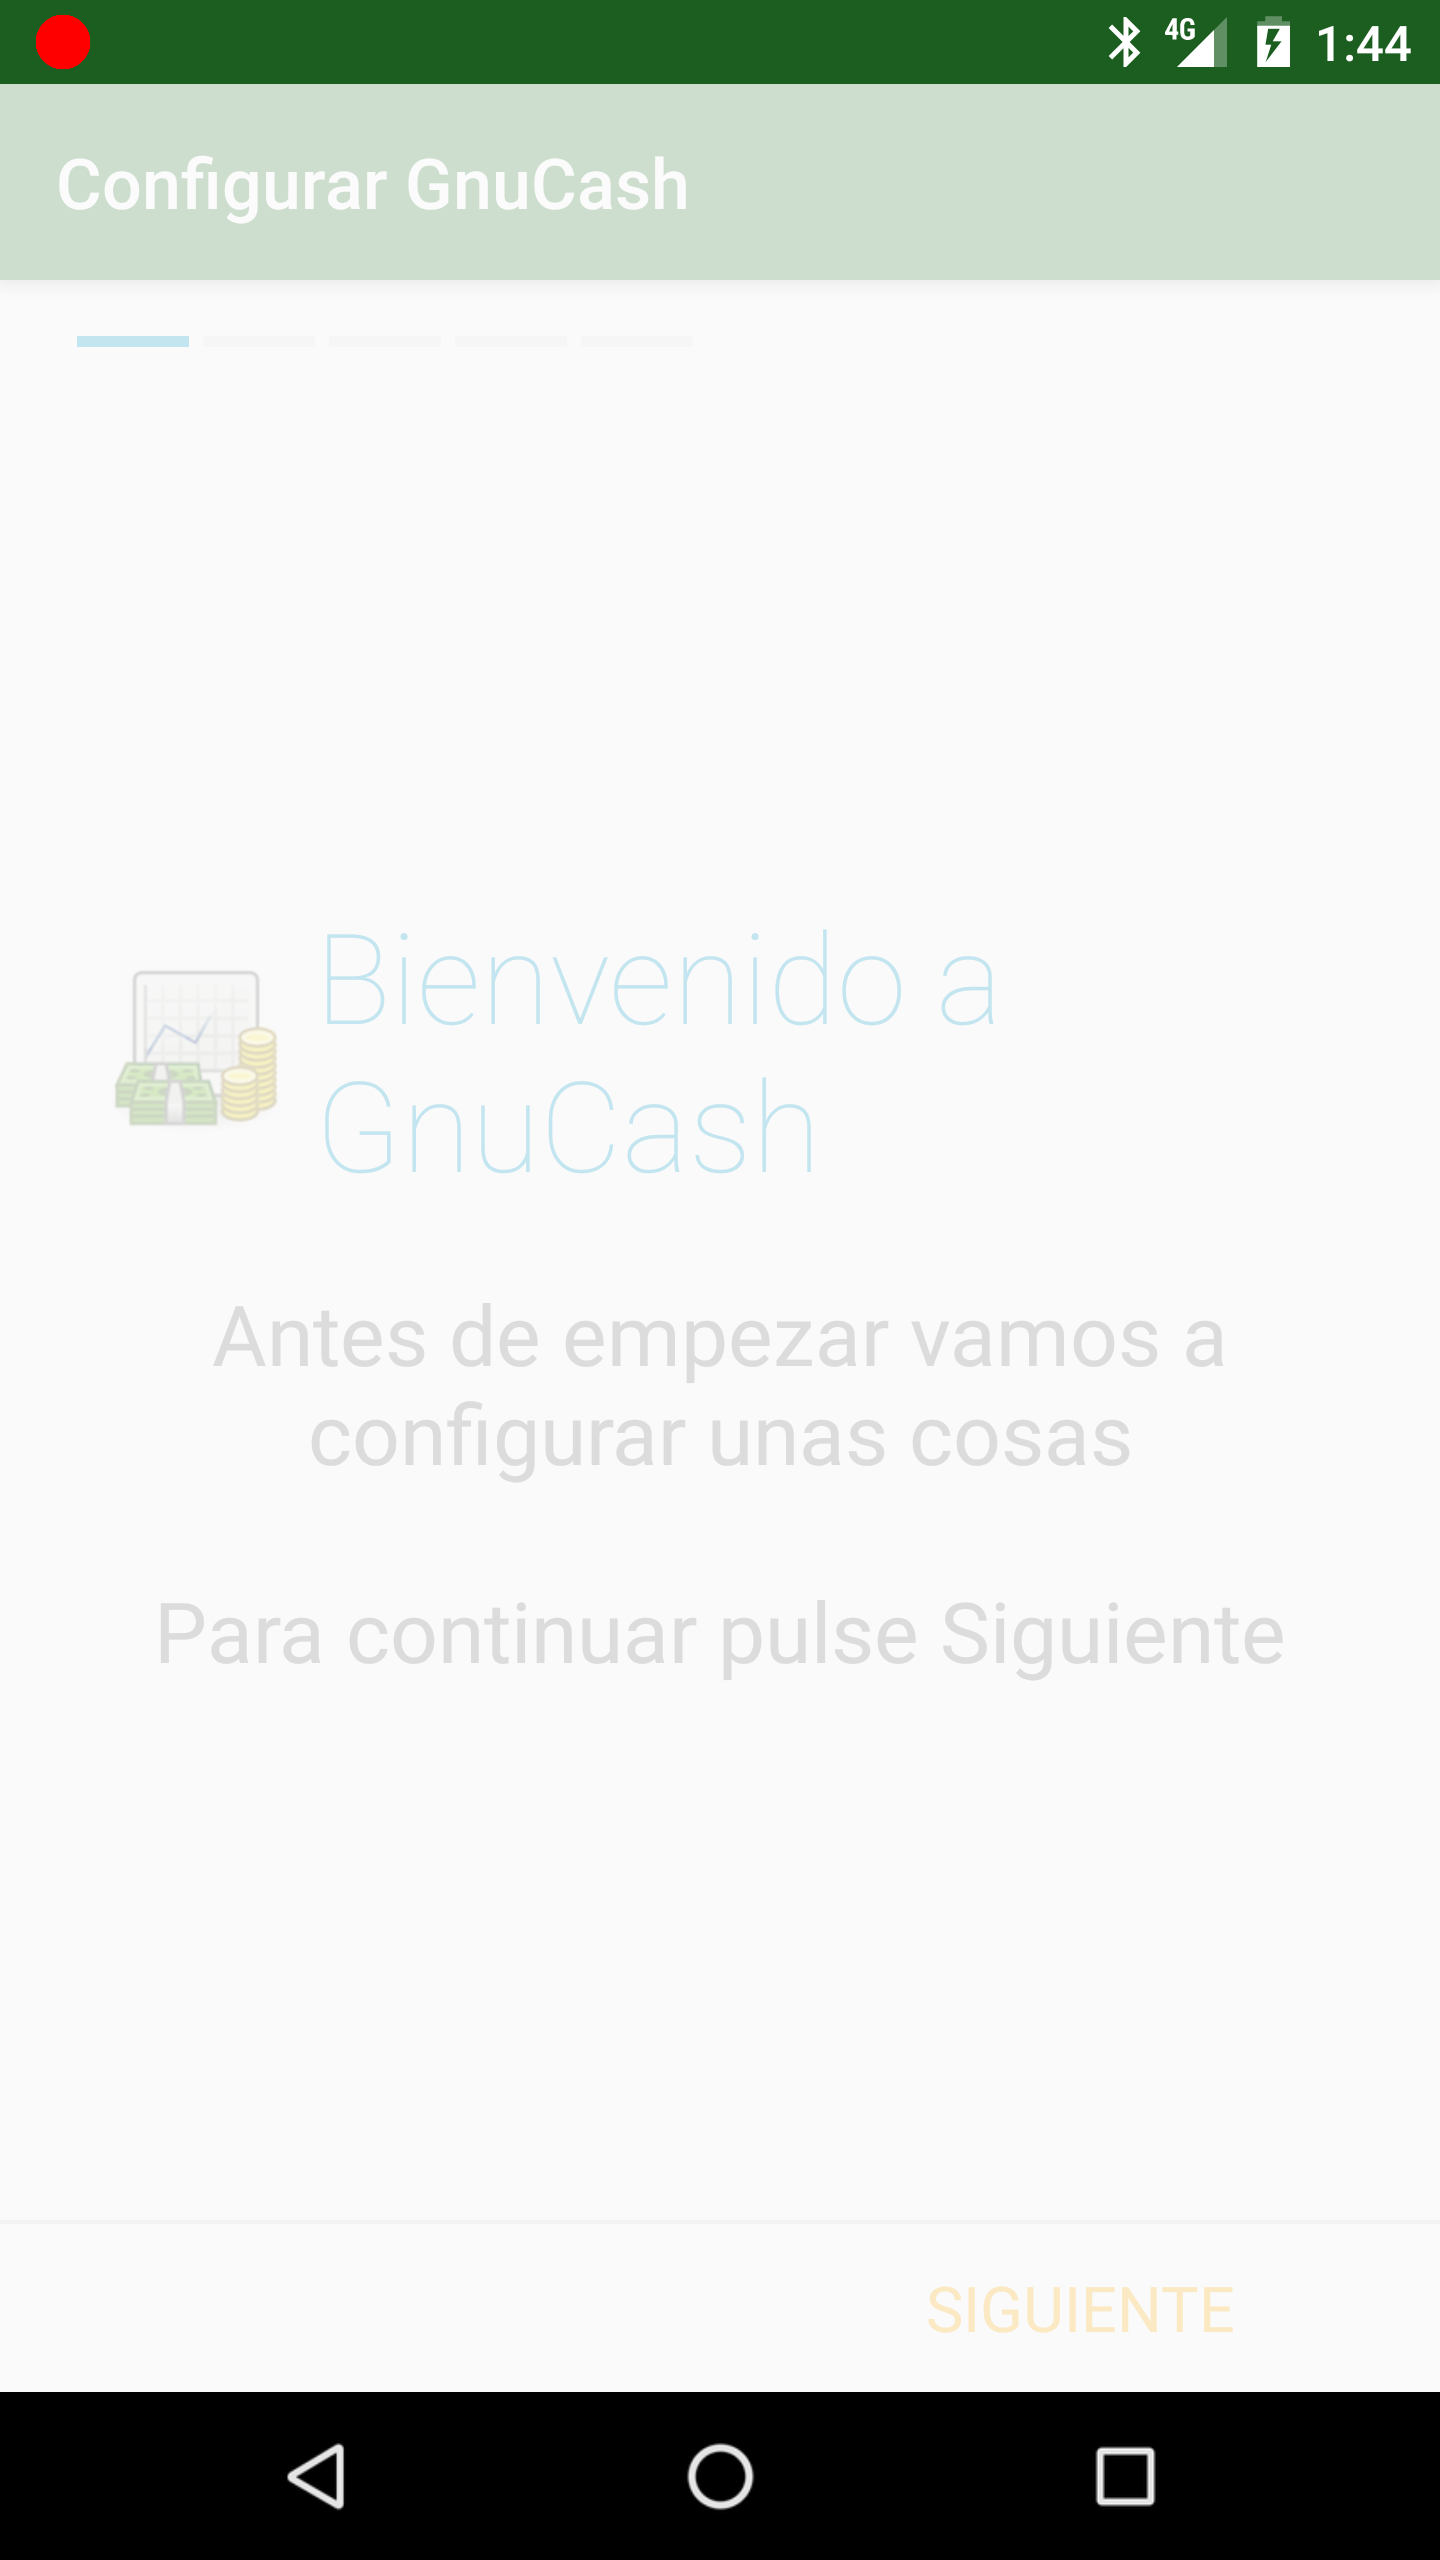 4G 1:44
Configurar GnuCash
Bienvenido a
GnuCash
Antes de empezar vamos a
configurar unas cosas
Para continuar pulse Siguiente
SIGUIENTE